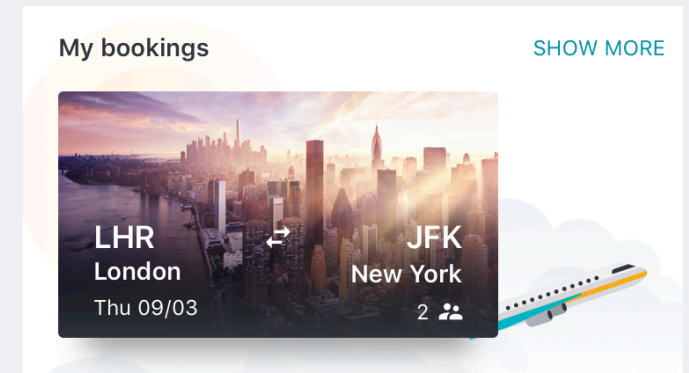 My bookings
SHOW MORE
LHR
JFK
London
New York
Thu 09/03
2